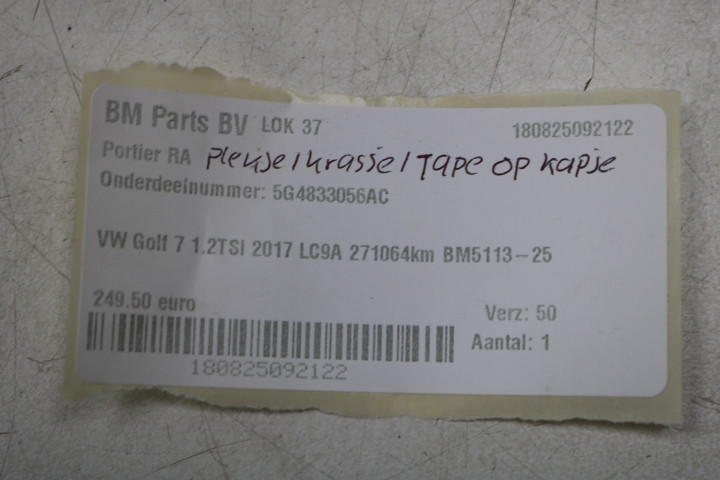 BM Parts BV LOK 37 180825092122
Portier RA plekje/krasje/TAPE op kapje
Onderdeelnummer: 5G4833056AC
VW Golf 7 1.2TSI 2017 LC9A 271064km BM5113-25
249.50 euro Verz: 50
Aantal: 1
180825092122